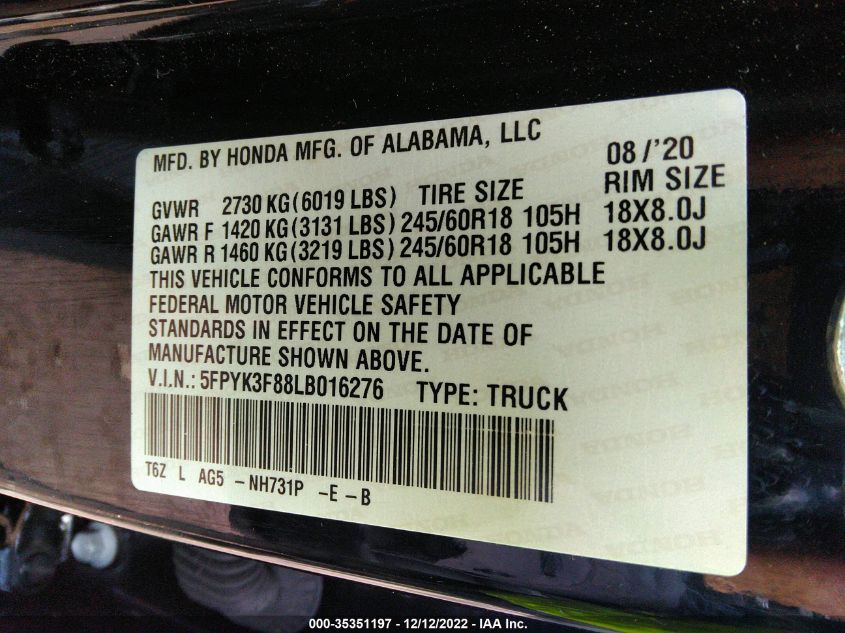 MFD. BY HONDA MFG. OF ALABAMA, LLC 08/'20
GVWR 2730 KG(6019 LBS) TIRE SIZE RIM SIZE
GAWR F 1420 KG(3131 LBS) 245/60R18 105H 18X8.0J
GAWR R 1460 KG(3219 LBS) 245/60R18 105H 18X8.0J
THIS VEHICLE CONFORMS TO ALL APPLICABLE
FEDERAL MOTOR VEHICLE SAFETY
STANDARDS IN EFFECT ON THE DATE OF
MANUFACTURE SHOWN ABOVE.
V.I.N.: 5FPYK3F88LB016276 TYPE: TRUCK
T6Z L AG5 -NH731P -E-B
000-35351197 - 12/12/2022 - IAA Inc.